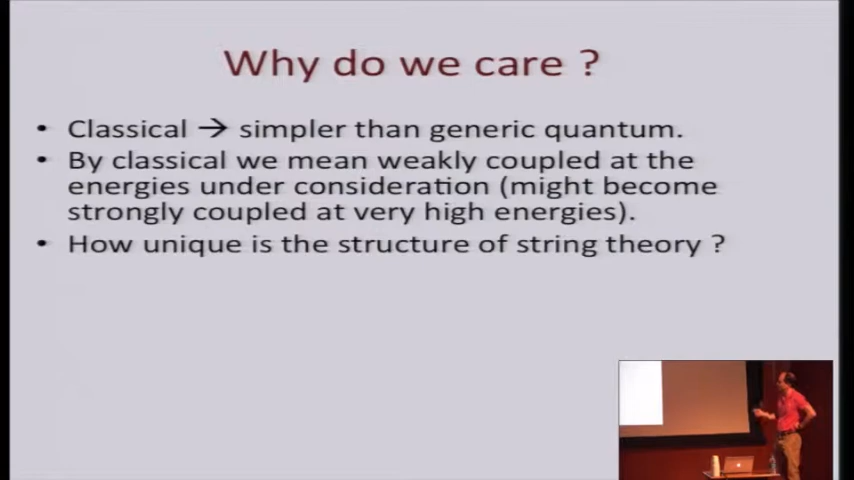 Why do we care ?
• Classical → simpler than generic quantum.
• By classical we mean weakly coupled at the
energies under consideration (might become
strongly coupled at very high energies).
• How unique is the structure of string theory ?